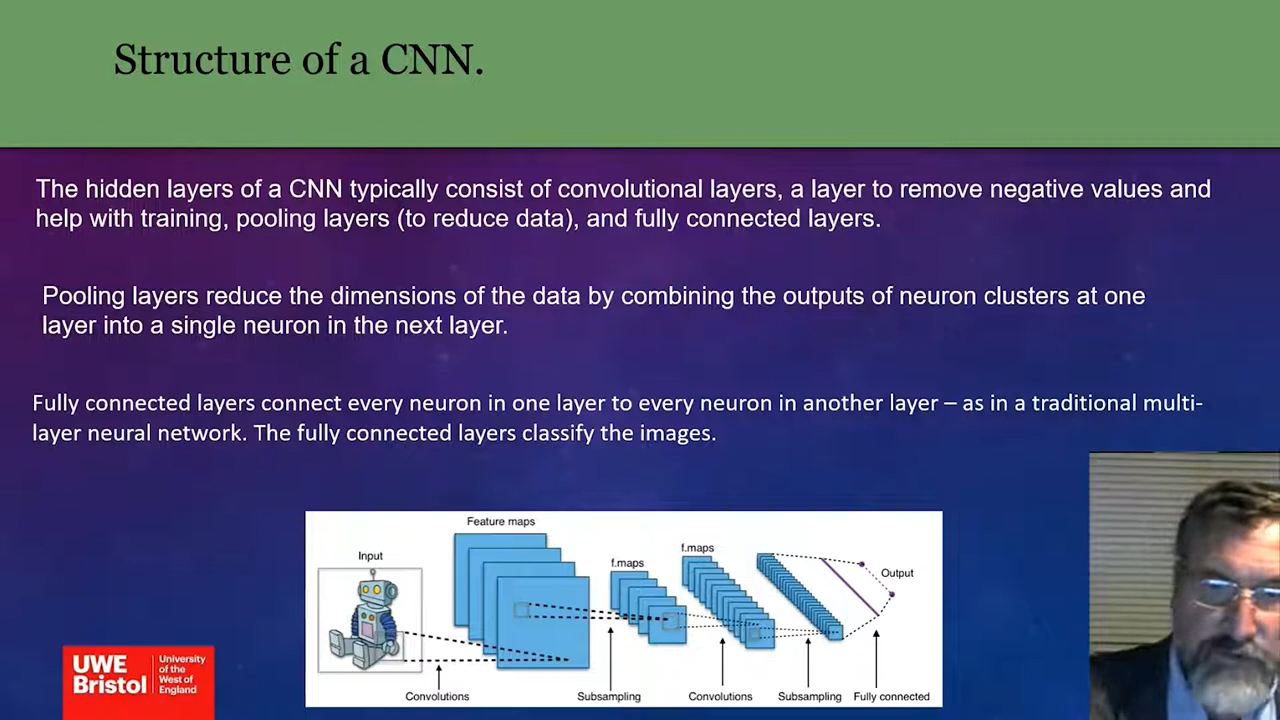 Structure of a CNN.
The hidden layers of a CNN typically consist of convolutional layers, a layer to remove negative values and
help with training, pooling layers (to reduce data), and fully connected layers.
Pooling layers reduce the dimensions of the data by combining the outputs of neuron clusters at one
layer into a single neuron in the next layer.
Fully connected layers connect every neuron in one layer to every neuron in another layer – as in a traditional multi-
layer neural network. The fully connected layers classify the images.
Feature maps
Input
f.maps
f.maps
Output
Convolutions
Subsampling
Convolutions
Subsampling
Fully connected
UWE
Bristol
University
of the
West of
England